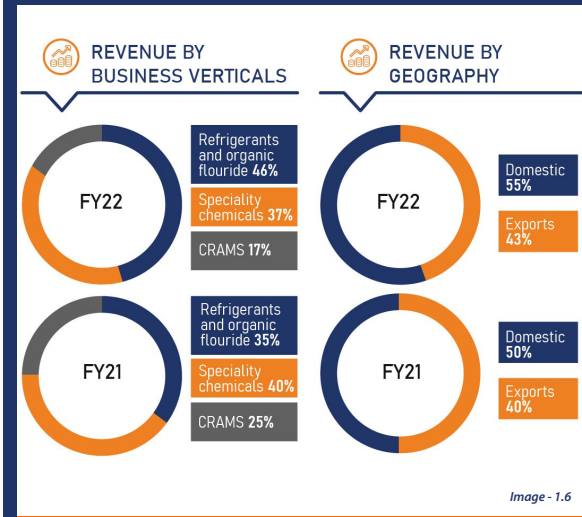 REVENUE BY
BUSINESS VERTICALS
FY22
Refrigerants
and organic
flouride 46%
Speciality
chemicals 37%
CRAMS 17%
FY21
Refrigerants
and organic
flouride 35%
Speciality
chemicals 40%
CRAMS 25%
REVENUE BY
GEOGRAPHY
FY22
Domestic
55%
Exports
43%
FY21
Domestic
50%
Exports
40%
Image - 1.6